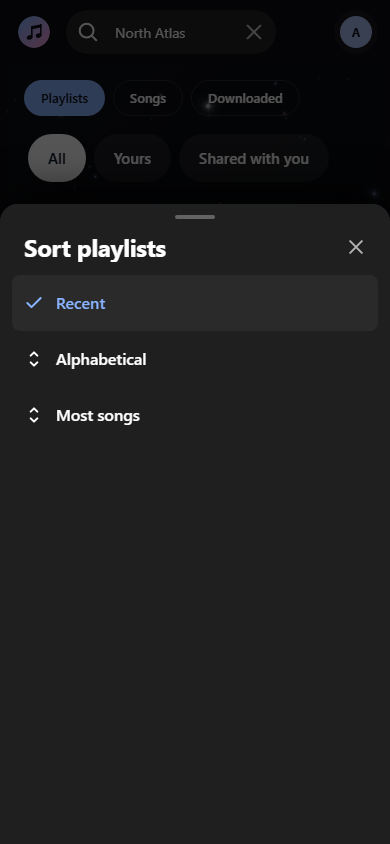 North Atlas
A
Playlists
Songs
Downloaded
All
Yours
Shared with you
Sort playlists
Recent
Alphabetical
Most songs